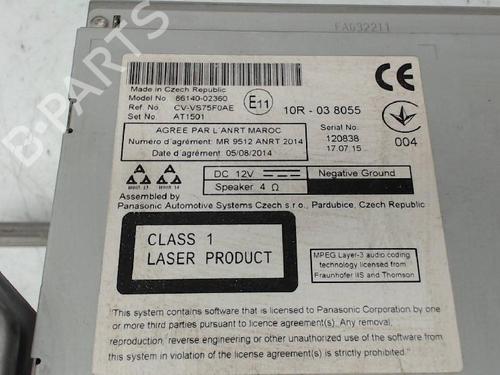 FA632211
Made in Czech Republic
Model No 86140-02360
Ref. No CV-VS75F0AE
Set No AT1501
E11
10R - 03 8055
CE
AGREE PAR L'ANRT MAROC
Numéro d'agrément: MR 9512 ANRT 2014
Date d'agrément: 05/08/2014
Serial No:
120838
17.07.15
004
DC 12V
Negative Ground
Speaker 4 Ω
Assembled by
Panasonic Automotive Systems Czech s.r.o., Pardubice, Czech Republic
CLASS 1
LASER PRODUCT
MPEG Layer-3 audio coding
technology licensed from
Fraunhofer IIS and Thomson
"This system contains software that is licensed to Panasonic Corporation by one
or more third parties pursuant to licence agreement(s). Any removal,
reproduction, reverse engineering or other unauthorized use of the software from
this system in violation of the license agreement(s) is strictly prohibited."
B-PARTS